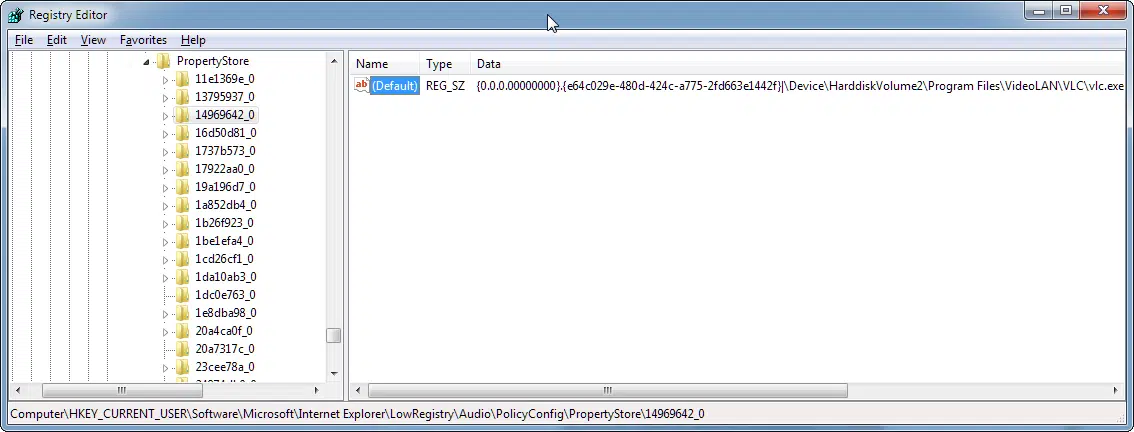 Registry Editor
File Edit View Favorites Help
PropertyStore
11e1369e_0
13795937_0
14969642_0
16d50d81_0
1737b573_0
17922aa0_0
19a196d7_0
1a852db4_0
1b26f923_0
1be1efa4_0
1cd26cf1_0
1da10ab3_0
1dc0e763_0
1e8dba98_0
20a4ca0f_0
20a7317c_0
23cee78a_0
Name Type Data
ab (Default) REG_SZ {0.0.0.00000000}.{e64c029e-480d-424c-a775-2fd663e1442f}|\Device\HarddiskVolume2\Program Files\VideoLAN\VLC\vlc.exe
Computer\HKEY_CURRENT_USER\Software\Microsoft\Internet Explorer\LowRegistry\Audio\PolicyConfig\PropertyStore\14969642_0